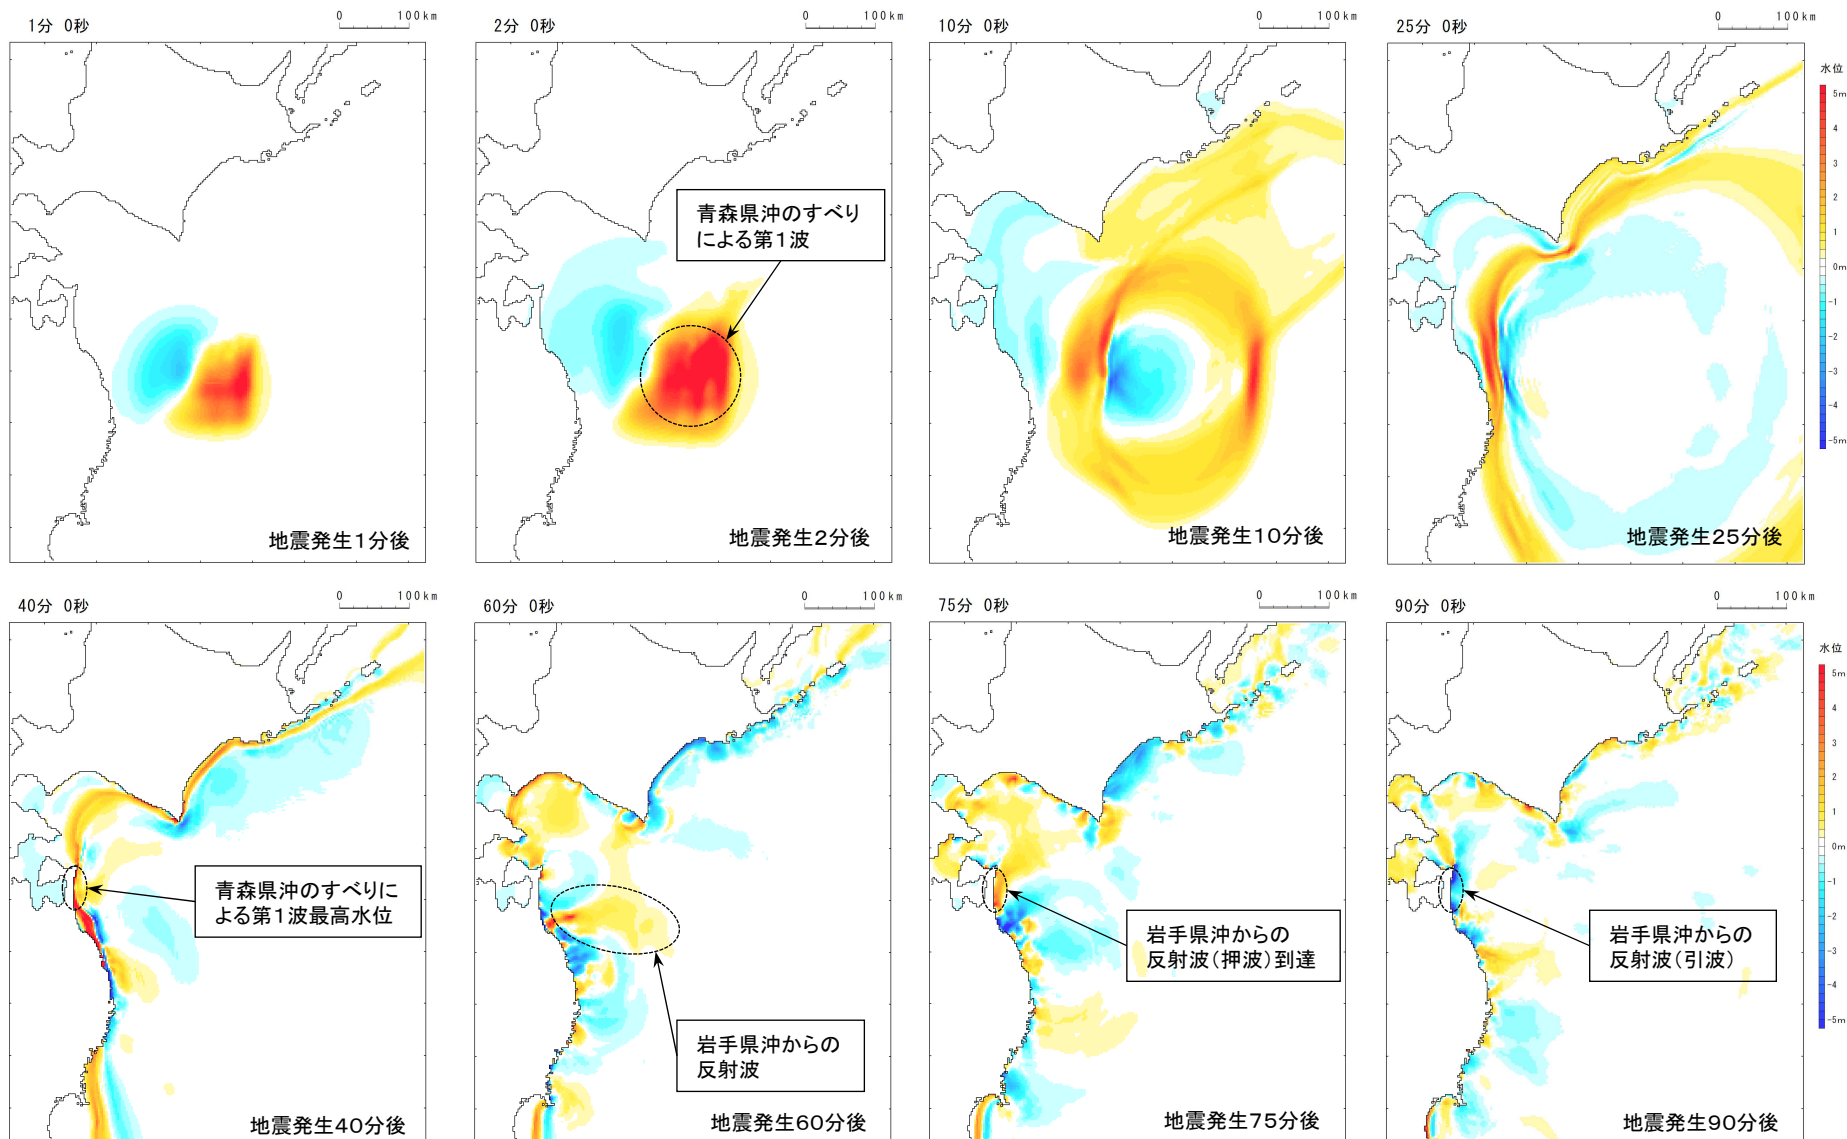 1分 0秒
0 100km
地震発生1分後
2分 0秒
0 100km
青森県沖のすべり
による第1波
地震発生2分後
10分 0秒
0 100km
地震発生10分後
25分 0秒
0 100km
地震発生25分後
水位
5m
4
3
2
1
0m
-1
-2
-3
-4
-5m
40分 0秒
0 100km
青森県沖のすべりに
よる第1波最高水位
地震発生40分後
60分 0秒
0 100km
岩手県沖からの
反射波
地震発生60分後
75分 0秒
0 100km
岩手県沖からの
反射波(押波)到達
地震発生75分後
90分 0秒
0 100km
岩手県沖からの
反射波(引波)
地震発生90分後
水位
5m
4
3
2
1
0m
-1
-2
-3
-4
-5m